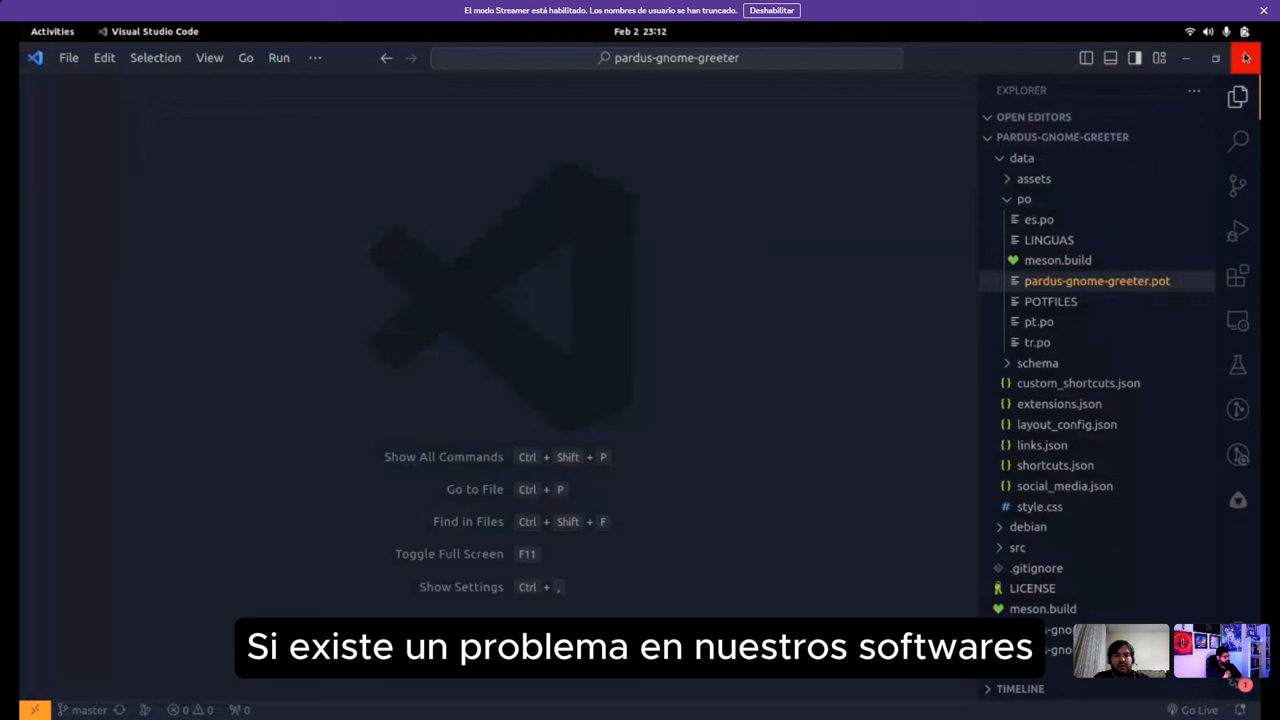 El modo Streamer está habilitado. Los nombres de usuario se han truncado. Deshabilitar
Activities Visual Studio Code Feb 2 23:12
File Edit Selection View Go Run ··· pardus-gnome-greeter
EXPLORER
OPEN EDITORS
PARDUS-GNOME-GREETER
data
assets
po
es.po
LINGUAS
meson.build
pardus-gnome-greeter.pot
POTFILES
pt.po
tr.po
schema
custom_shortcuts.json
extensions.json
layout_config.json
links.json
shortcuts.json
social_media.json
style.css
debian
src
.gitignore
LICENSE
meson.build
TIMELINE
Show All Commands Ctrl + Shift + P
Go to File Ctrl + P
Find in Files Ctrl + Shift + F
Toggle Full Screen F11
Show Settings Ctrl + ,
Si existe un problema en nuestros softwares
master 0 0 0 Go Live 1